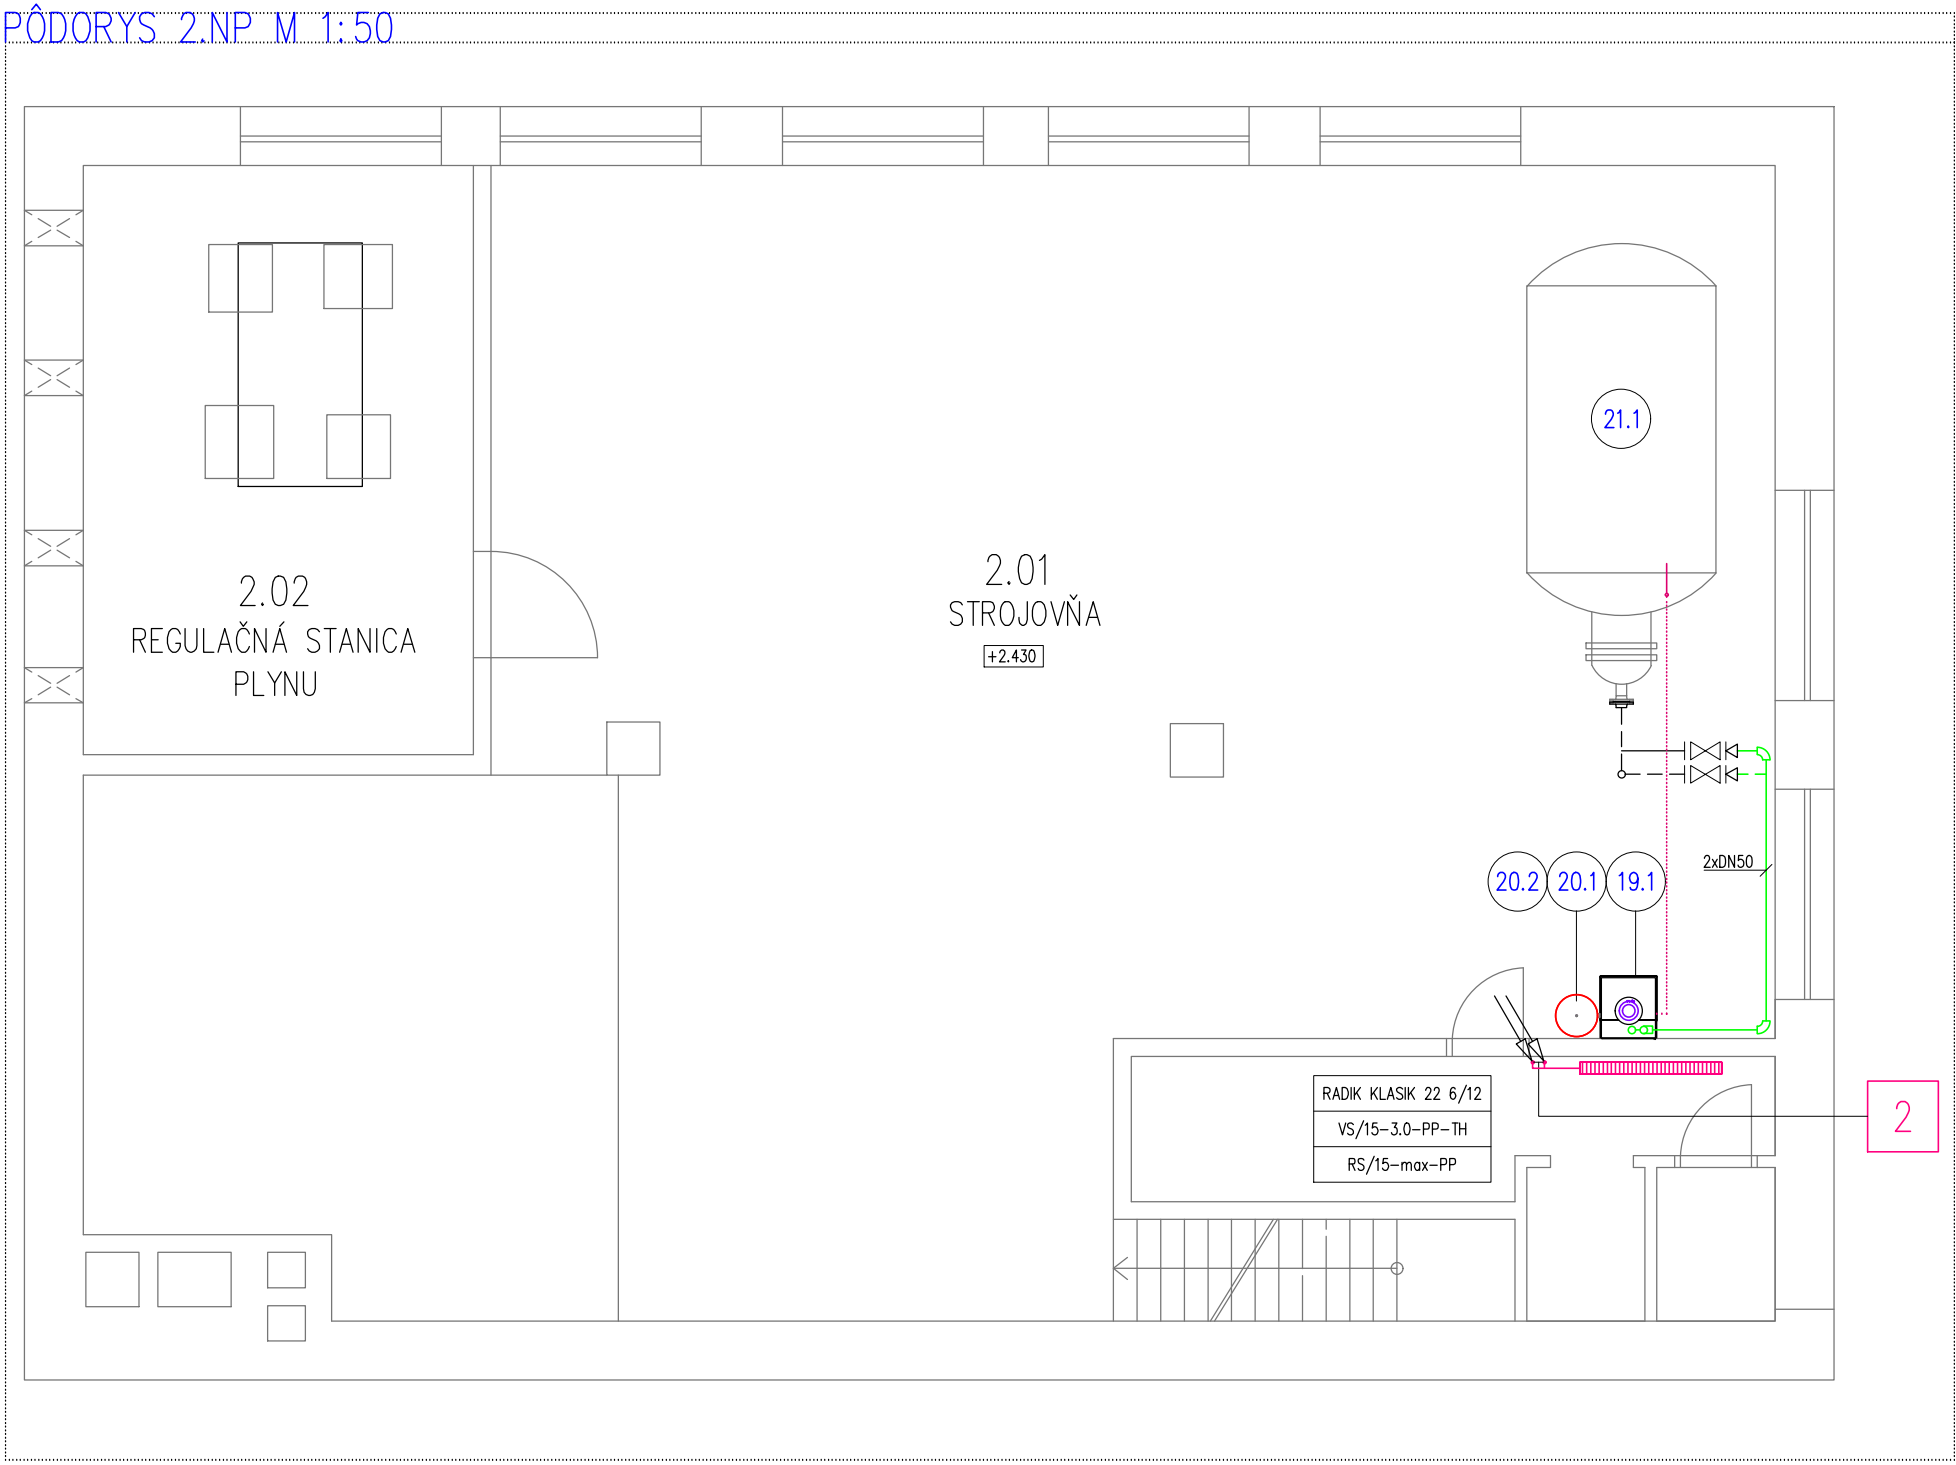 PÔDORYS 2.NP M 1:50
21.1
2.01
STROJOVŇA
+2.430
2.02
REGULAČNÁ STANICA
PLYNU
2xDN50
20.2
20.1
19.1
RADIK KLASIK 22 6/12
VS/15-3.0-PP-TH
RS/15-max-PP
2